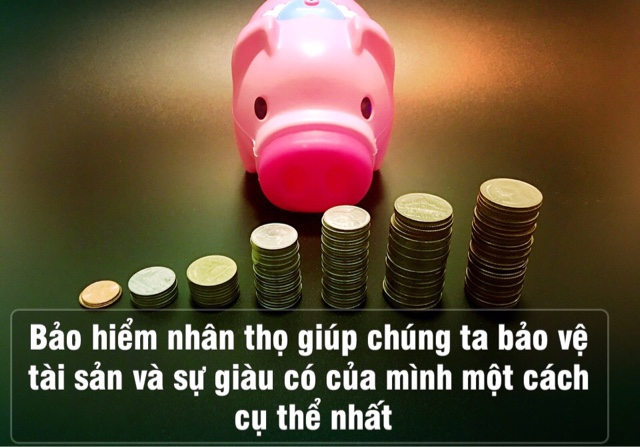 Bảo hiểm nhân thọ giúp chúng ta bảo vệ
tài sản và sự giàu có của mình một cách
cụ thể nhất